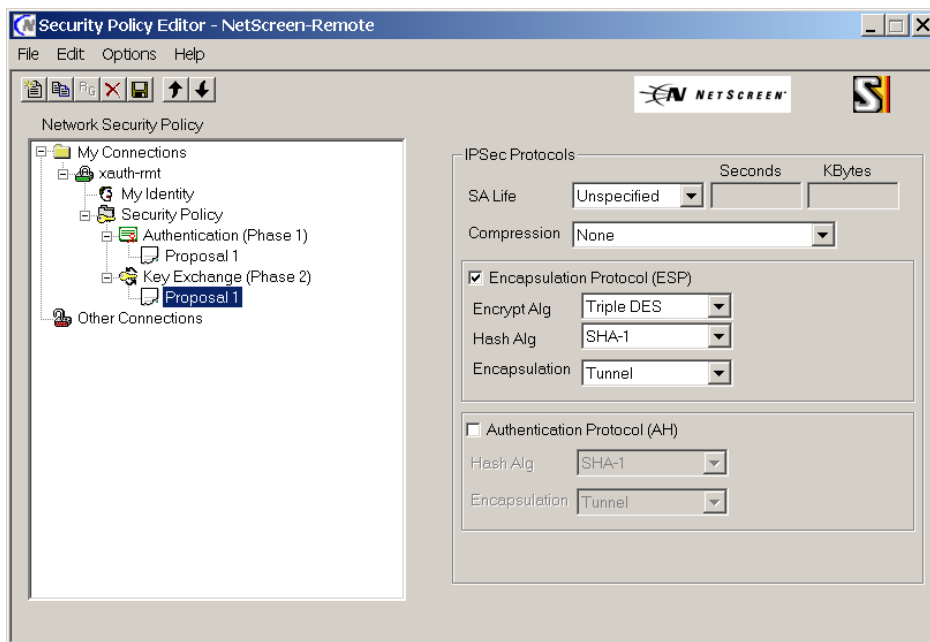 Security Policy Editor - NetScreen-Remote
File Edit Options Help
NETSCREEN
Network Security Policy
My Connections
xauth-rmt
My Identity
Security Policy
Authentication (Phase 1)
Proposal 1
Key Exchange (Phase 2)
Proposal 1
Other Connections
IPSec Protocols
Seconds KBytes
SA Life Unspecified
Compression None
Encapsulation Protocol (ESP)
Encrypt Alg Triple DES
Hash Alg SHA-1
Encapsulation Tunnel
Authentication Protocol (AH)
Hash Alg SHA-1
Encapsulation Tunnel